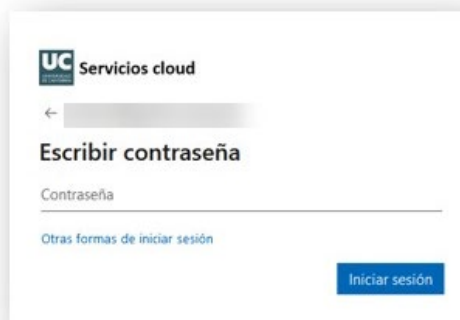 UC
Servicios cloud
←
Escribir contraseña
Contraseña
Otras formas de iniciar sesión
Iniciar sesión